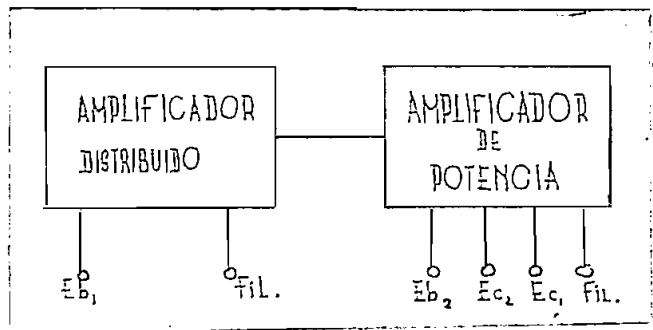 AMPLIFICADOR
DISTRIBUIDO
AMPLIFICADOR
DE
POTENCIA
Eb₁
FiL.
Eb₂
Ec₂
Ec₁
FiL.